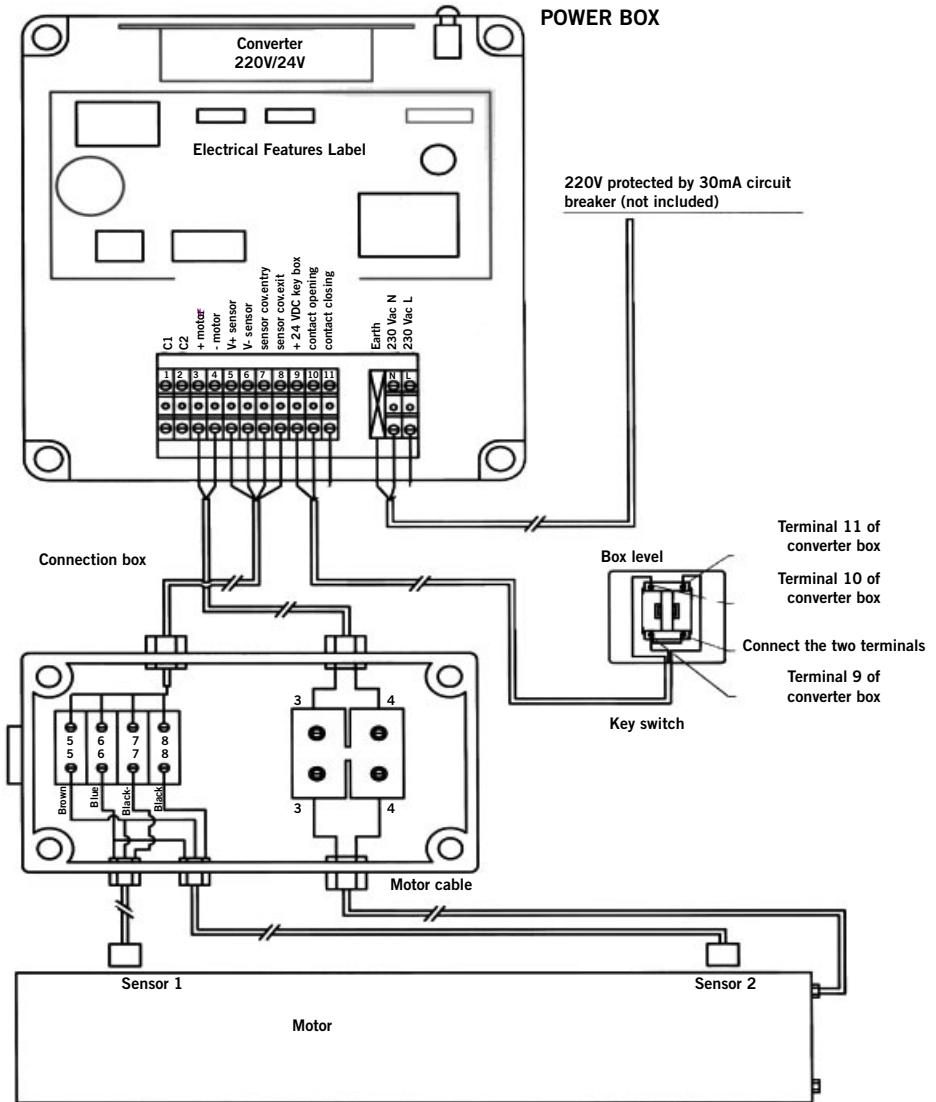 POWER BOX
Converter
220V/24V
Electrical Features Label
220V protected by 30mA circuit
breaker (not included)
C1
C2
+ motor
- motor
V+ sensor
V- sensor
sensor cov.entry
sensor cov.exit
+ 24 VDC key box
contact opening
contact closing
Earth
230 Vac N
230 Vac L
1 2 3 4 5 6 7 8 9 10 11
N L
Connection box
Box level
Terminal 11 of
converter box
Terminal 10 of
converter box
Connect the two terminals
Terminal 9 of
converter box
Key switch
3 4
5 6 7 8
5 6 7 8
Brown
Blue
Black-
Black
3 4
Motor cable
Sensor 1
Sensor 2
Motor